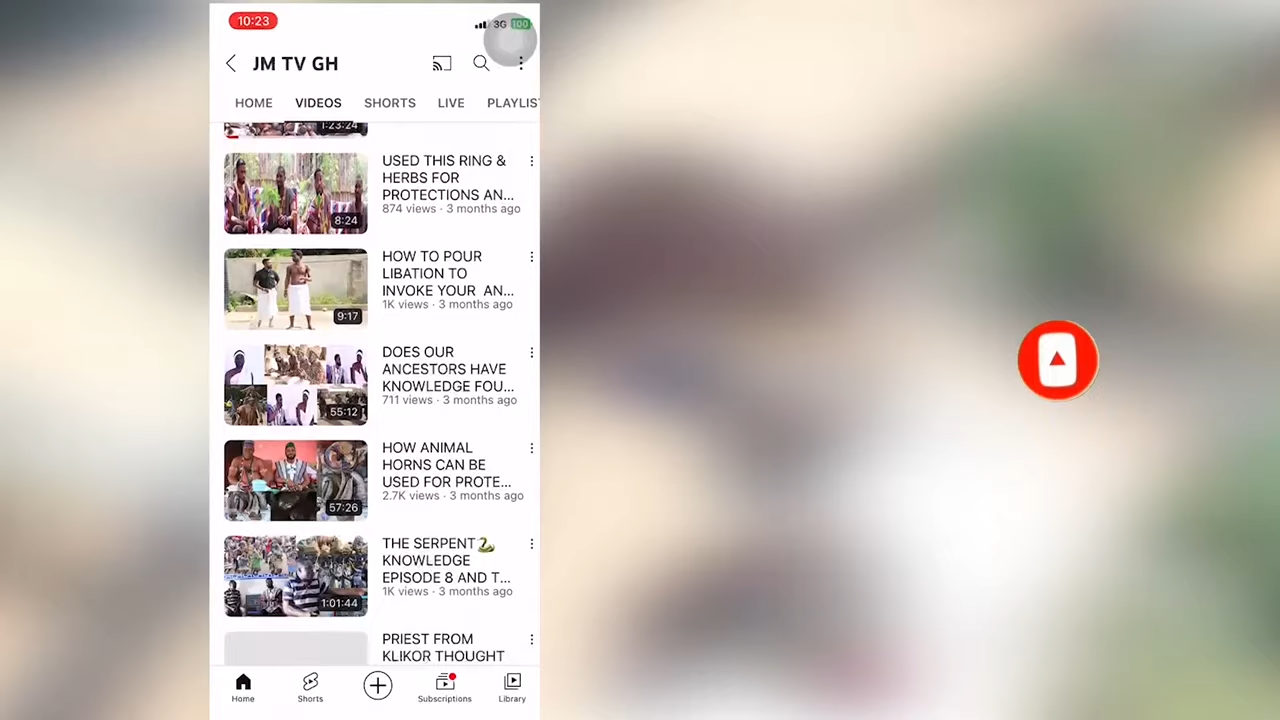 10:23
3G 100
JM TV GH
HOME VIDEOS SHORTS LIVE PLAYLIS
1:23:24
USED THIS RING &
HERBS FOR
PROTECTIONS AN...
874 views · 3 months ago
8:24
HOW TO POUR
LIBATION TO
INVOKE YOUR AN...
1K views · 3 months ago
9:17
DOES OUR
ANCESTORS HAVE
KNOWLEDGE FOU...
711 views · 3 months ago
55:12
HOW ANIMAL
HORNS CAN BE
USED FOR PROTE...
2.7K views · 3 months ago
57:26
THE SERPENT🐍
KNOWLEDGE
EPISODE 8 AND T...
1K views · 3 months ago
1:01:44
PRIEST FROM
KLIKOR THOUGHT
Home Shorts Subscriptions Library